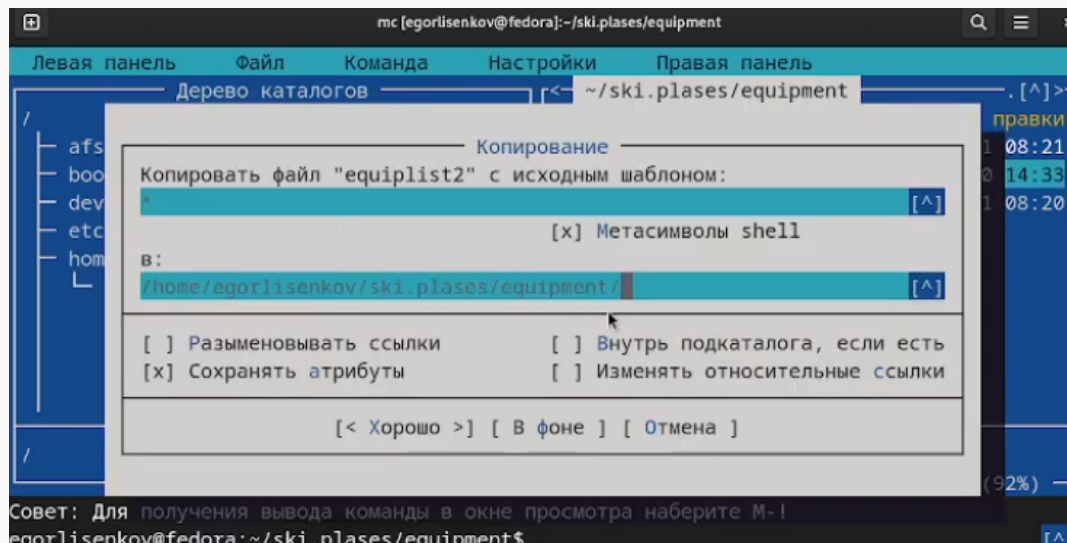 mc [egorlisenkov@fedora]:~/ski.plases/equipment
Левая панель Файл Команда Настройки Правая панель
Дерево каталогов <─ ~/ski.plases/equipment .[^]>
/ правки
afs 1 08:21
boo 0 14:33
dev 1 08:20
etc
hom
Копирование
Копировать файл "equiplist2" с исходным шаблоном:
* [^]
[x] Метасимволы shell
в:
/home/egorlisenkov/ski.plases/equipment/ [^]
[ ] Разыменовывать ссылки [ ] Внутрь подкаталога, если есть
[x] Сохранять атрибуты [ ] Изменять относительные ссылки
[< Хорошо >] [ В фоне ] [ Отмена ]
/
(92%)
Совет: Для получения вывода команды в окне просмотра наберите M-!
egorlisenkov@fedora:~/ski.plases/equipment$ [^